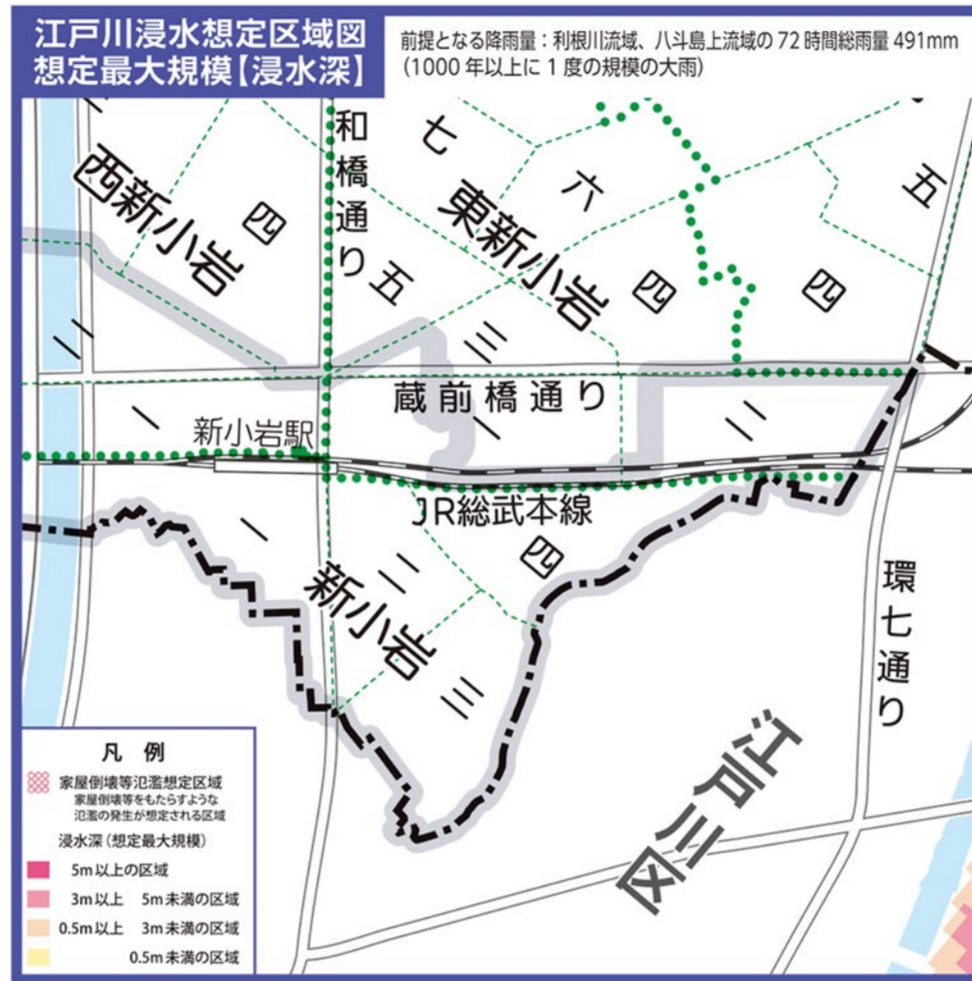 江戸川浸水想定区域図
想定最大規模【浸水深】
前提となる降雨量：利根川流域、八斗島上流域の72時間総雨量 491mm
（1000年以上に1度の規模の大雨）
和橋通り
七
六
五
西新小岩
四
東新小岩
五
四
四
三
二
蔵前橋通り
一
新小岩駅
一
二
JR総武本線
一
四
二
新小岩
三
環七通り
江戸川区
凡 例
家屋倒壊等氾濫想定区域
家屋倒壊等をもたらすような
氾濫の発生が想定される区域
浸水深（想定最大規模）
5m以上の区域
3m以上 5m未満の区域
0.5m以上 3m未満の区域
0.5m未満の区域